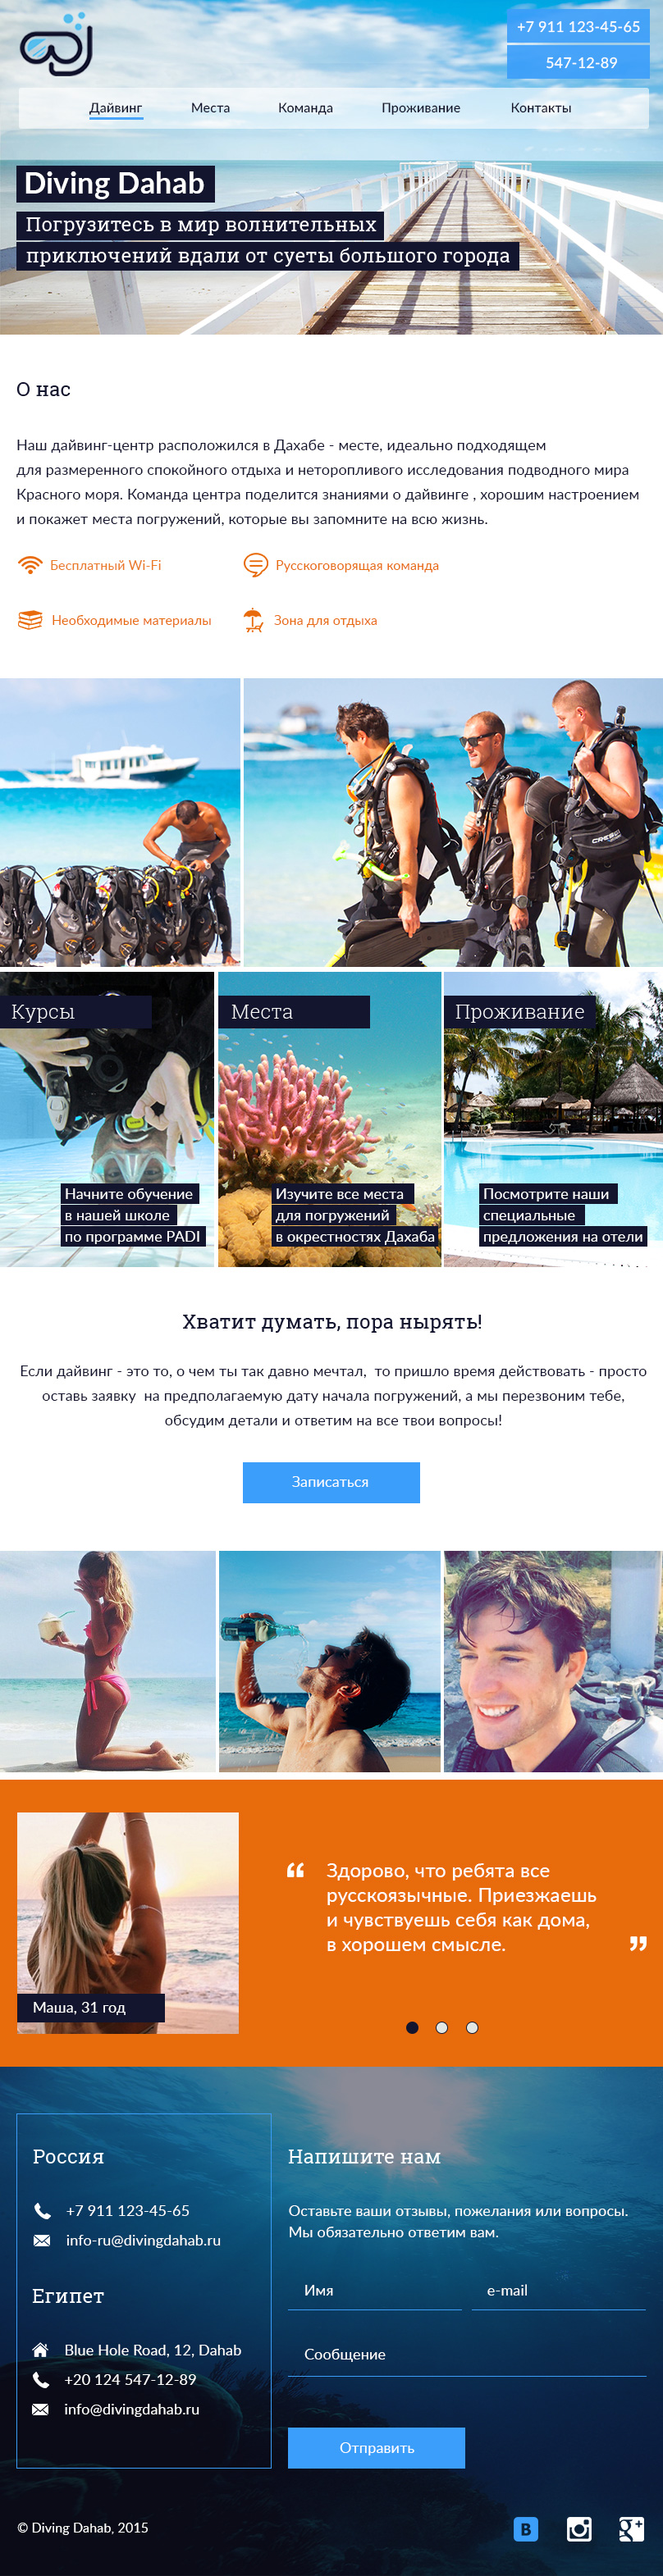 +7 911 123-45-65
547-12-89
Дайвинг Места Команда Проживание Контакты
Diving Dahab
Погрузитесь в мир волнительных
приключений вдали от суеты большого города
О нас
Наш дайвинг-центр расположился в Дахабе - месте, идеально подходящем
для размеренного спокойного отдыха и неторопливого исследования подводного мира
Красного моря. Команда центра поделится знаниями о дайвинге , хорошим настроением
и покажет места погружений, которые вы запомните на всю жизнь.
Бесплатный Wi-Fi
Русскоговорящая команда
Необходимые материалы
Зона для отдыха
CRESSI
Курсы
Начните обучение
в нашей школе
по программе PADI
Места
Изучите все места
для погружений
в окрестностях Дахаба
Проживание
Посмотрите наши
специальные
предложения на отели
Хватит думать, пора нырять!
Если дайвинг - это то, о чем ты так давно мечтал,  то пришло время действовать - просто
оставь заявку  на предполагаемую дату начала погружений, а мы перезвоним тебе,
обсудим детали и ответим на все твои вопросы!
Записаться
“ Здорово, что ребята все
русскоязычные. Приезжаешь
и чувствуешь себя как дома,
в хорошем смысле. ”
Маша, 31 год
Россия
+7 911 123-45-65
info-ru@divingdahab.ru
Египет
Blue Hole Road, 12, Dahab
+20 124 547-12-89
info@divingdahab.ru
Напишите нам
Оставьте ваши отзывы, пожелания или вопросы.
Мы обязательно ответим вам.
Имя
e-mail
Сообщение
Отправить
© Diving Dahab, 2015
B
g+